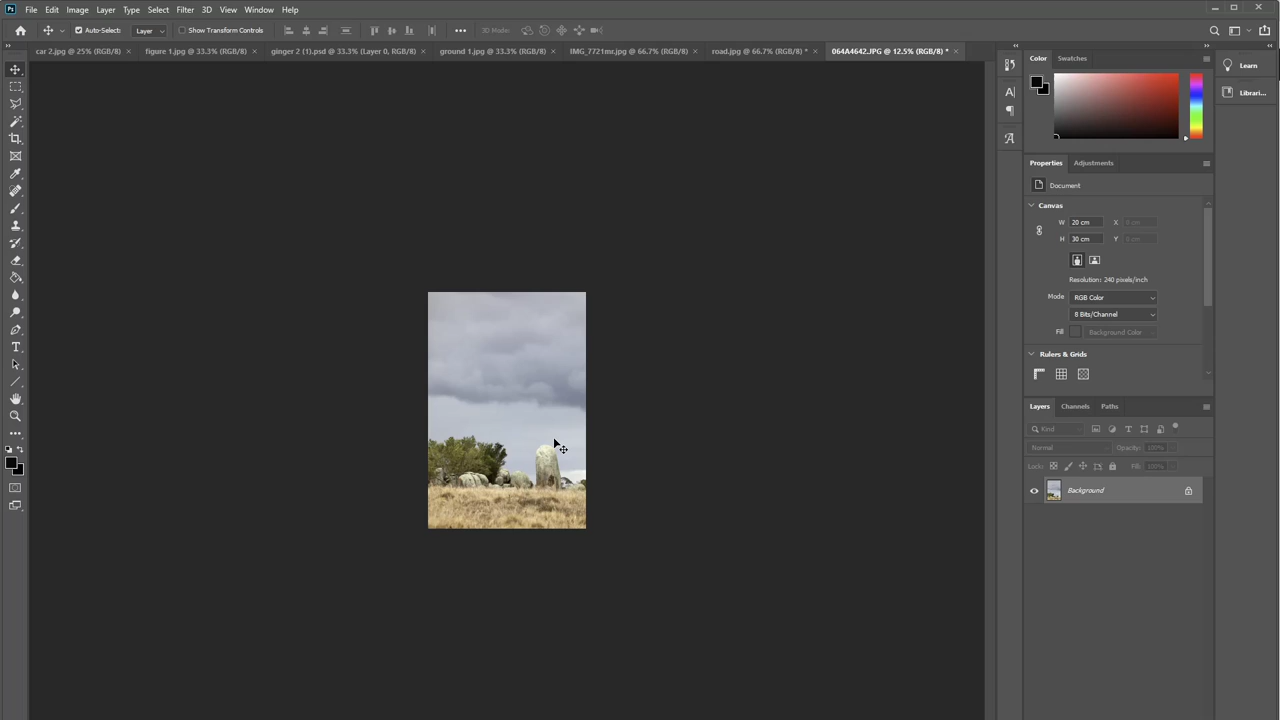 Ps File Edit Image Layer Type Select Filter 3D View Window Help
Auto-Select: Layer Show Transform Controls 3D Mode:
car 2.jpg @ 25% (RGB/8) × figure 1.jpg @ 33.3% (RGB/8) × ginger 2 (1).psd @ 33.3% (Layer 0, RGB/8) × ground 1.jpg @ 33.3% (RGB/8) × IMG_7721mc.jpg @ 66.7% (RGB/8) × road.jpg @ 66.7% (RGB/8) * × 064A4642.JPG @ 12.5% (RGB/8) * ×
Color Swatches
Learn
Librari...
Properties Adjustments
Document
Canvas
W 20 cm X 0 cm
H 30 cm Y 0 cm
Resolution: 240 pixels/inch
Mode RGB Color
8 Bits/Channel
Fill Background Color
Rulers & Grids
Layers Channels Paths
Kind
Normal Opacity: 100%
Lock: Fill: 100%
Background